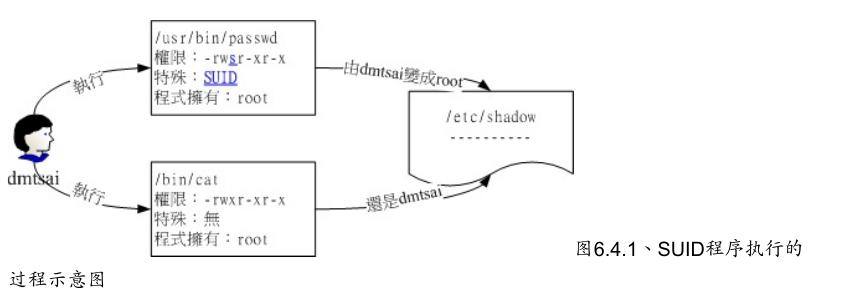 /usr/bin/passwd
權限：-rwsr-xr-x
特殊：SUID
程式擁有：root
執行
由dmtsai變成root
/etc/shadow
----------
dmtsai
執行
/bin/cat
權限：-rwxr-xr-x
特殊：無
程式擁有：root
還是dmtsai
图6.4.1、SUID程序执行的
过程示意图